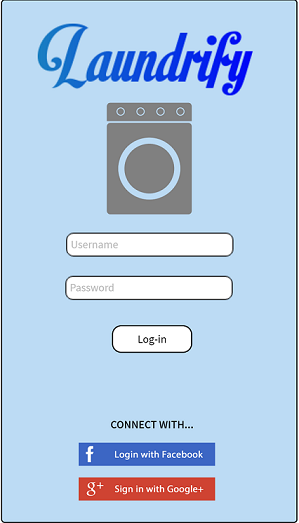 Laundrify
Username
Password
Log-in
CONNECT WITH...
f Login with Facebook
g+ Sign in with Google+